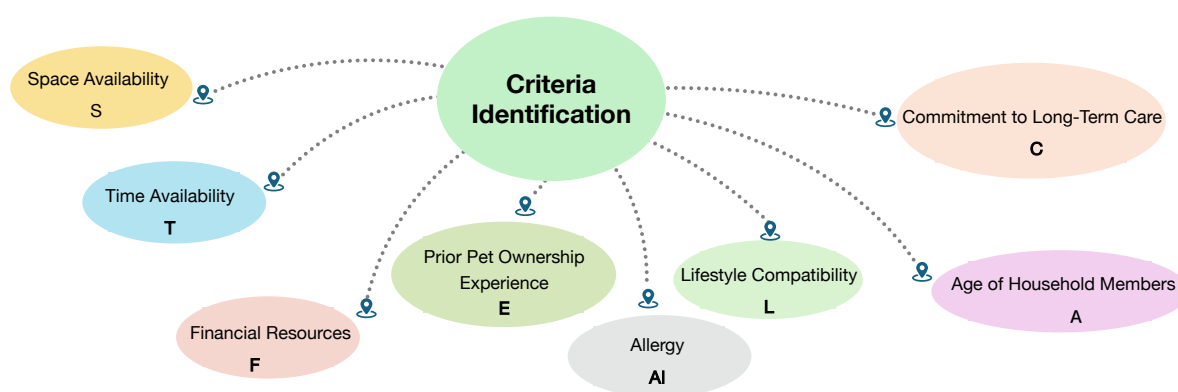 Criteria
Identification
Space Availability
S
Time Availability
T
Financial Resources
F
Prior Pet Ownership
Experience
E
Allergy
Al
Lifestyle Compatibility
L
Age of Household Members
A
Commitment to Long-Term Care
C